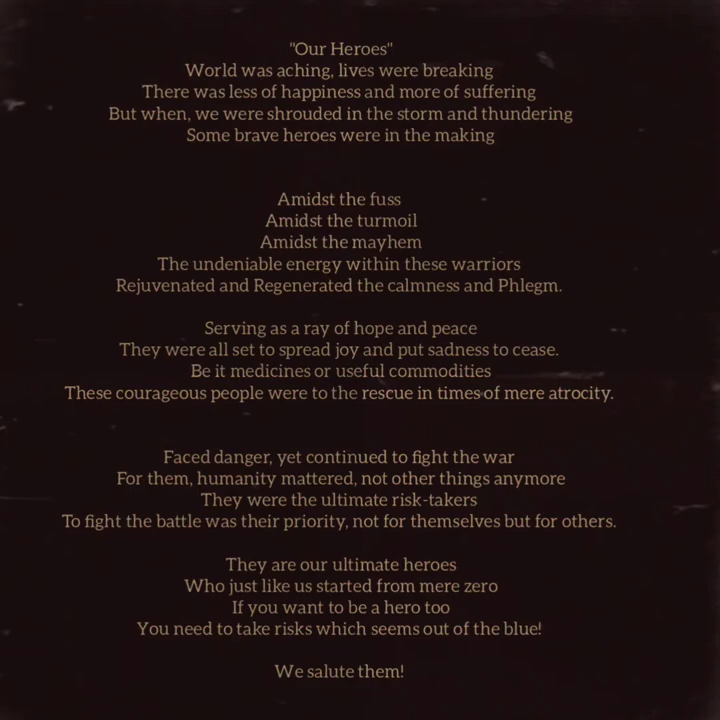 "Our Heroes"
World was aching, lives were breaking
There was less of happiness and more of suffering
But when, we were shrouded in the storm and thundering
Some brave heroes were in the making
Amidst the fuss
Amidst the turmoil
Amidst the mayhem
The undeniable energy within these warriors
Rejuvenated and Regenerated the calmness and Phlegm.
Serving as a ray of hope and peace
They were all set to spread joy and put sadness to cease.
Be it medicines or useful commodities
These courageous people were to the rescue in times of mere atrocity.
Faced danger, yet continued to fight the war
For them, humanity mattered, not other things anymore
They were the ultimate risk-takers
To fight the battle was their priority, not for themselves but for others.
They are our ultimate heroes
Who just like us started from mere zero
If you want to be a hero too
You need to take risks which seems out of the blue!
We salute them!